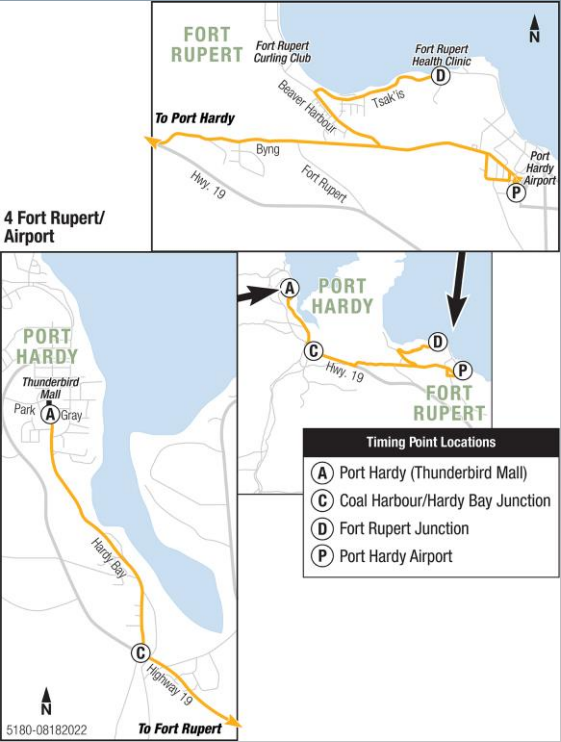 FORT
RUPERT
Fort Rupert
Curling Club
Fort Rupert
Health Clinic
N
D
Beaver Harbour
Tsak'is
To Port Hardy
Byng
Hwy. 19
Fort Rupert
Port
Hardy
Airport
P
4 Fort Rupert/
Airport
PORT
HARDY
Thunderbird
Mall
Park
A
Gray
Hardy Bay
C
Highway 19
N
5180-08182022
To Fort Rupert
A
PORT
HARDY
C
D
Hwy. 19
P
FORT
RUPERT
Timing Point Locations
A Port Hardy (Thunderbird Mall)
C Coal Harbour/Hardy Bay Junction
D Fort Rupert Junction
P Port Hardy Airport